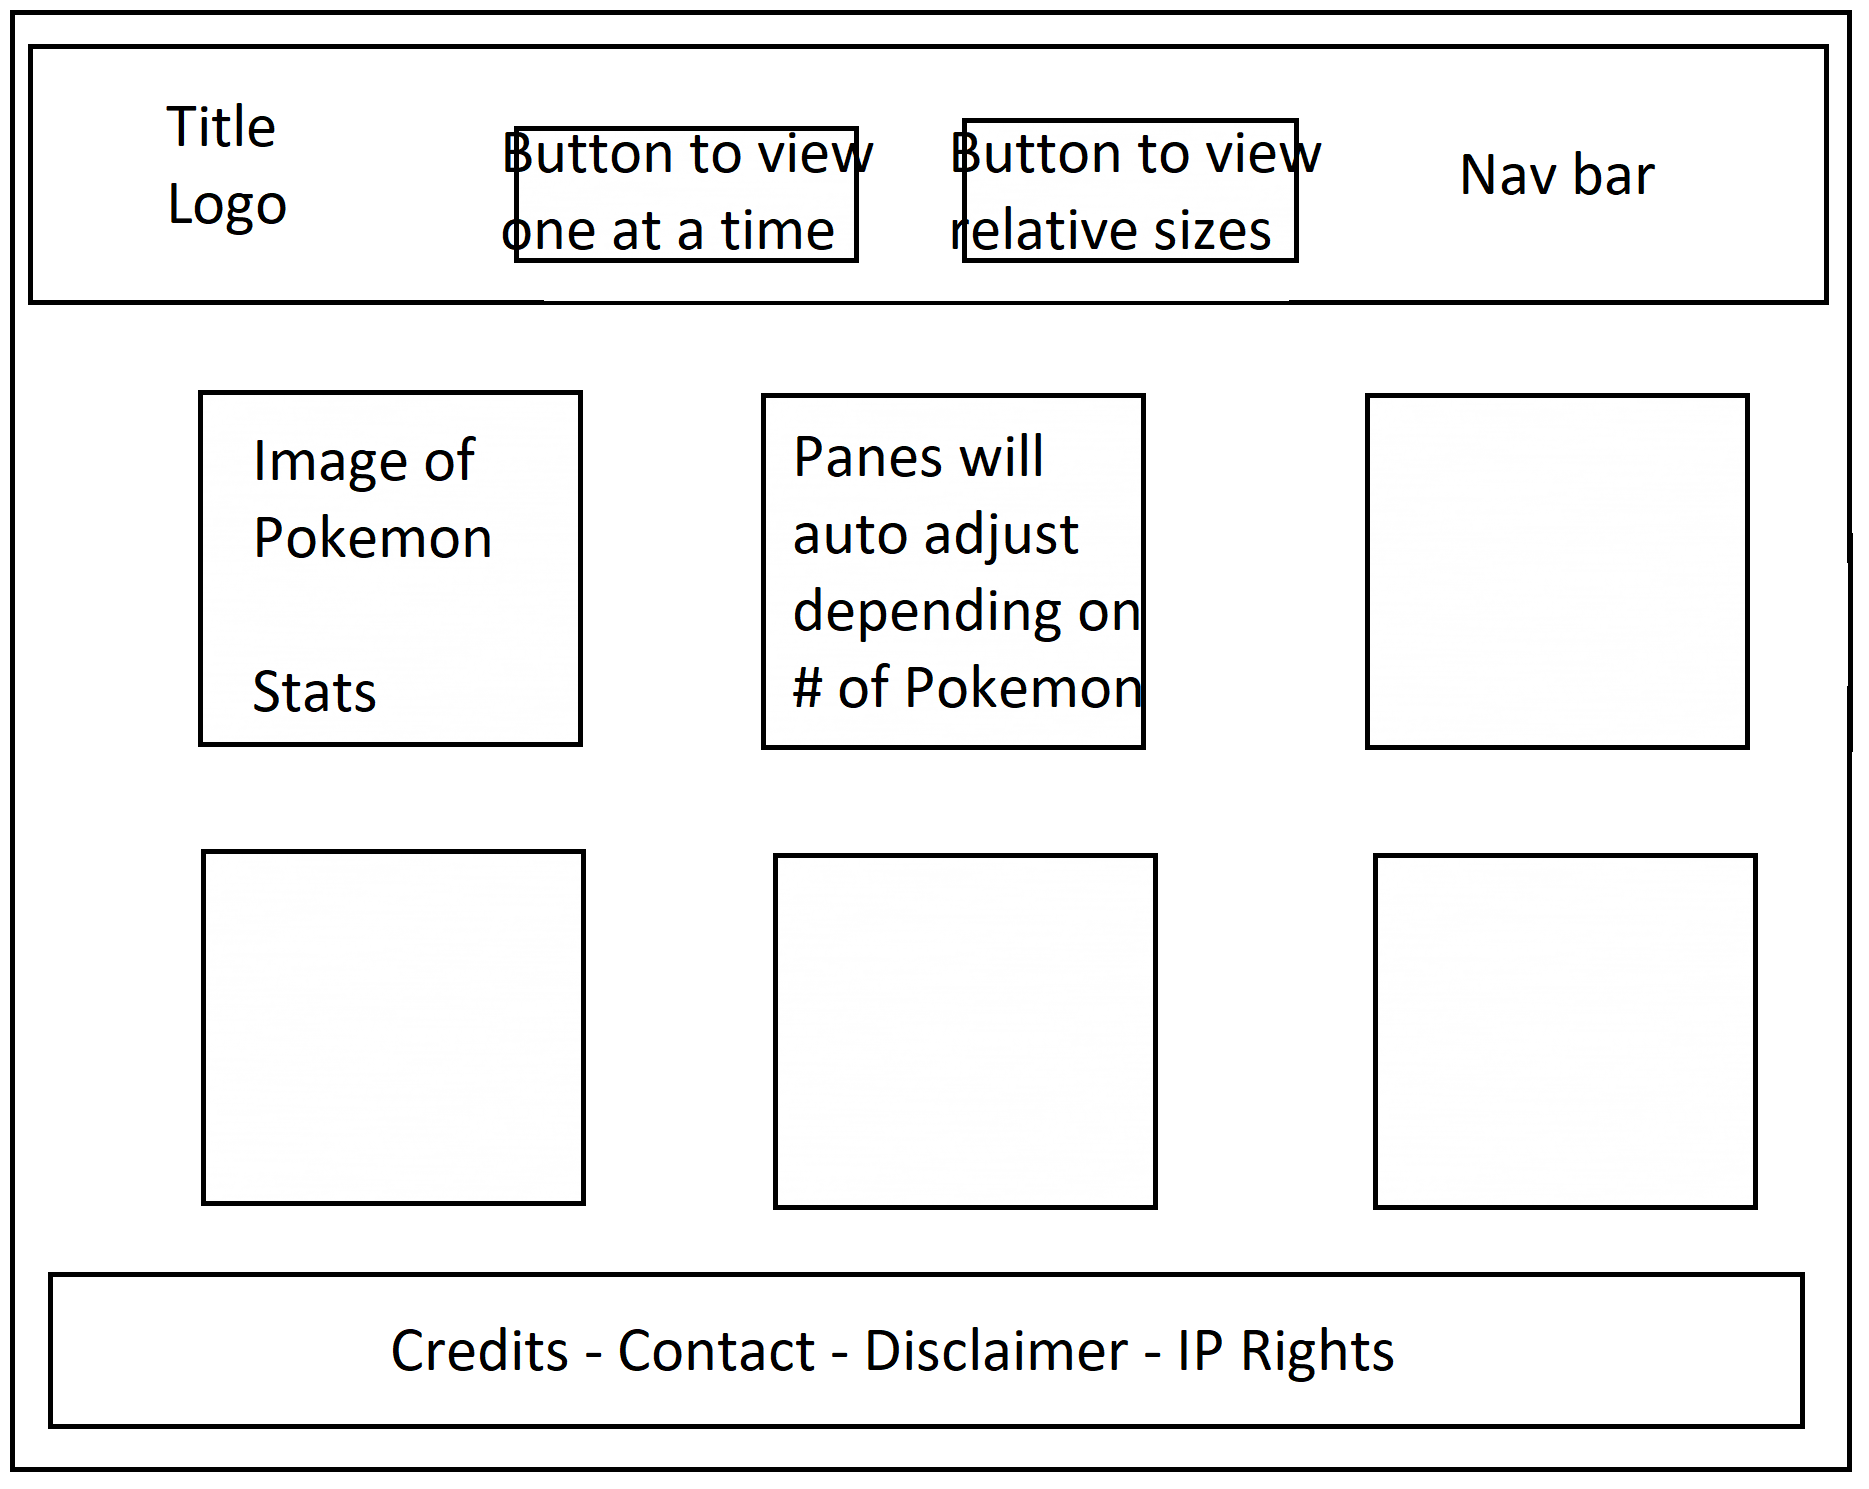 Title
Logo
Button to view
one at a time
Button to view
relative sizes
Nav bar
Image of
Pokemon
Stats
Panes will
auto adjust
depending on
# of Pokemon
Credits - Contact - Disclaimer - IP Rights